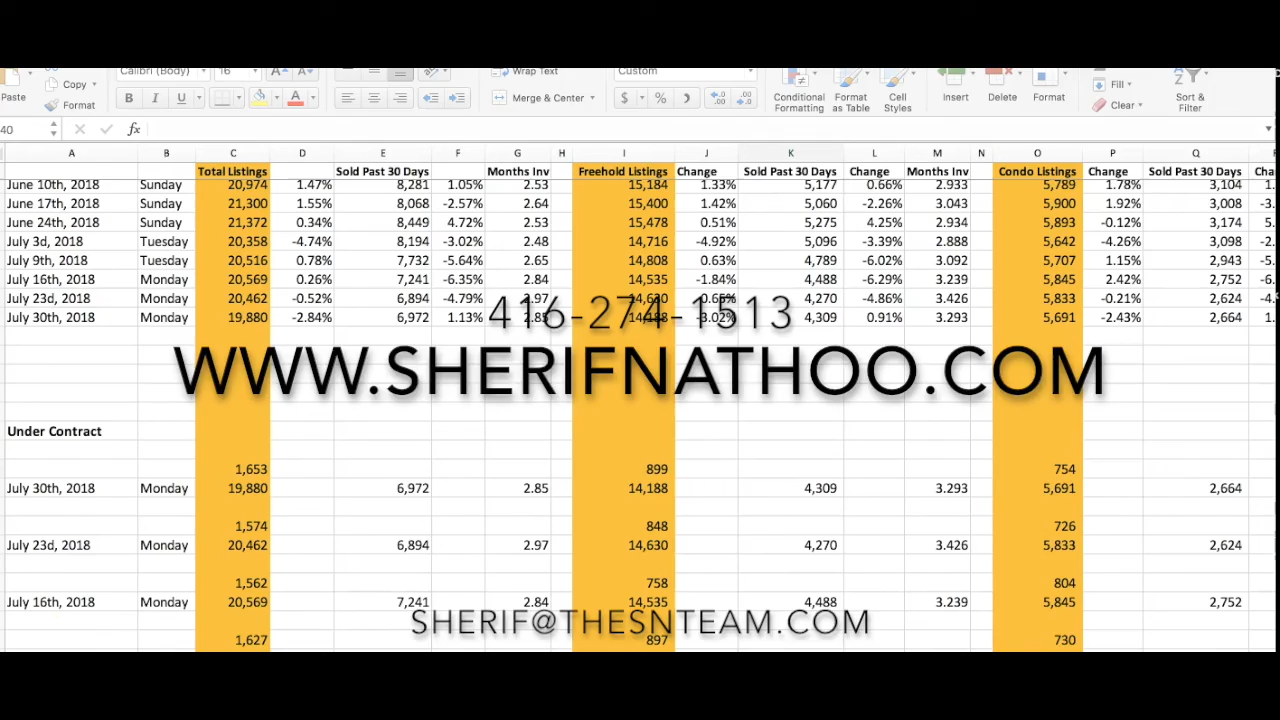 Copy
Paste
Format
Calibri (Body) 16 A A
Wrap Text
Custom
B I U A
Merge & Center
$ % ,
Conditional Formatting
Format as Table
Cell Styles
Insert
Delete
Format
Fill
Clear
Sort & Filter
40 fx
A B C D E F G H I J K L M N O P Q
Total Listings Sold Past 30 Days Months Inv Freehold Listings Change Sold Past 30 Days Change Months Inv Condo Listings Change Sold Past 30 Days
June 10th, 2018 Sunday 20,974 1.47% 8,281 1.05% 2.53 15,184 1.33% 5,177 0.66% 2.933 5,789 1.78% 3,104
June 17th, 2018 Sunday 21,300 1.55% 8,068 -2.57% 2.64 15,400 1.42% 5,060 -2.26% 3.043 5,900 1.92% 3,008
June 24th, 2018 Sunday 21,372 0.34% 8,449 4.72% 2.53 15,478 0.51% 5,275 4.25% 2.934 5,893 -0.12% 3,174
July 3d, 2018 Tuesday 20,358 -4.74% 8,194 -3.02% 2.48 14,716 -4.92% 5,096 -3.39% 2.888 5,642 -4.26% 3,098
July 9th, 2018 Tuesday 20,516 0.78% 7,732 -5.64% 2.65 14,808 0.63% 4,789 -6.02% 3.092 5,707 1.15% 2,943
July 16th, 2018 Monday 20,569 0.26% 7,241 -6.35% 2.84 14,535 -1.84% 4,488 -6.29% 3.239 5,845 2.42% 2,752
July 23d, 2018 Monday 20,462 -0.52% 6,894 -4.79% 2.97 14,630 0.65% 4,270 -4.86% 3.426 5,833 -0.21% 2,624
416-274-1513
July 30th, 2018 Monday 19,880 -2.84% 6,972 1.13% 2.85 14,188 -3.02% 4,309 0.91% 3.293 5,691 -2.43% 2,664
WWW.SHERIFNATHOO.COM
Under Contract
1,653 899 754
July 30th, 2018 Monday 19,880 6,972 2.85 14,188 4,309 3.293 5,691 2,664
1,574 848 726
July 23d, 2018 Monday 20,462 6,894 2.97 14,630 4,270 3.426 5,833 2,624
1,562 758 804
July 16th, 2018 Monday 20,569 7,241 2.84 14,535 4,488 3.239 5,845 2,752
SHERIF@THESNTEAM.COM
1,627 897 730